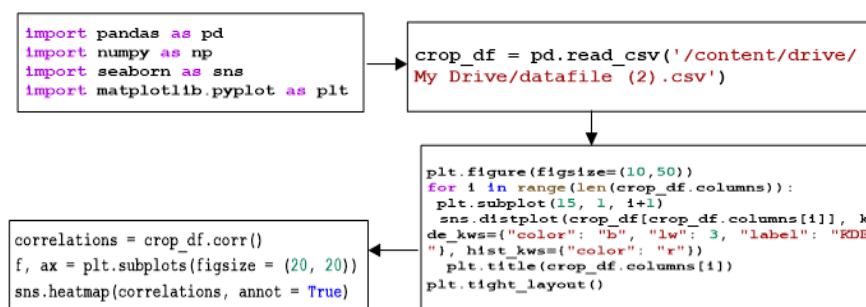 import pandas as pd
import numpy as np
import seaborn as sns
import matplotlib.pyplot as plt
crop_df = pd.read_csv('/content/drive/
My Drive/datafile (2).csv')
plt.figure(figsize=(10,50))
for i in range(len(crop_df.columns)):
plt.subplot(15, 1, i+1)
sns.distplot(crop_df[crop_df.columns[i]], k
de_kws={"color": "b", "lw": 3, "label": "KDE
"}, hist_kws={"color": "r"})
plt.title(crop_df.columns[i])
plt.tight_layout()
correlations = crop_df.corr()
f, ax = plt.subplots(figsize = (20, 20))
sns.heatmap(correlations, annot = True)